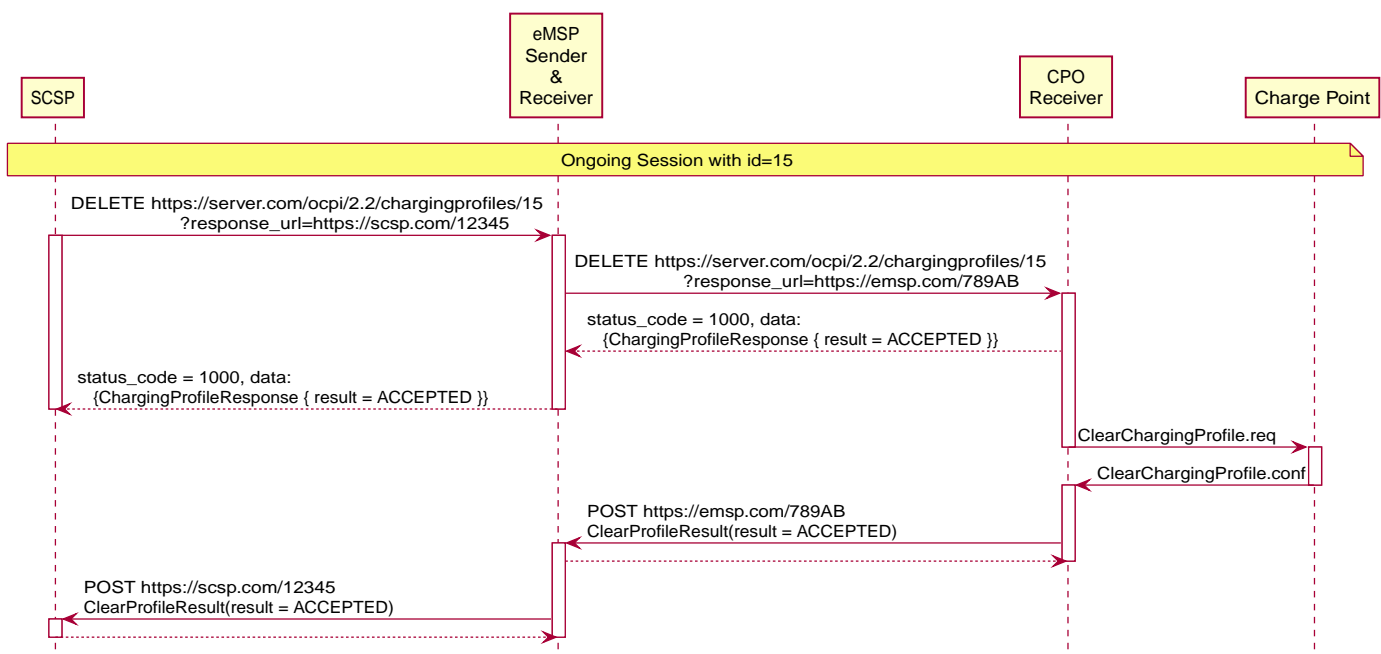 SCSP
eMSP
Sender
&
Receiver
CPO
Receiver
Charge Point
Ongoing Session with id=15
DELETE https://server.com/ocpi/2.2/chargingprofiles/15
?response_url=https://scsp.com/12345
DELETE https://server.com/ocpi/2.2/chargingprofiles/15
?response_url=https://emsp.com/789AB
status_code = 1000, data:
{ChargingProfileResponse { result = ACCEPTED }}
status_code = 1000, data:
{ChargingProfileResponse { result = ACCEPTED }}
ClearChargingProfile.req
ClearChargingProfile.conf
POST https://emsp.com/789AB
ClearProfileResult(result = ACCEPTED)
POST https://scsp.com/12345
ClearProfileResult(result = ACCEPTED)